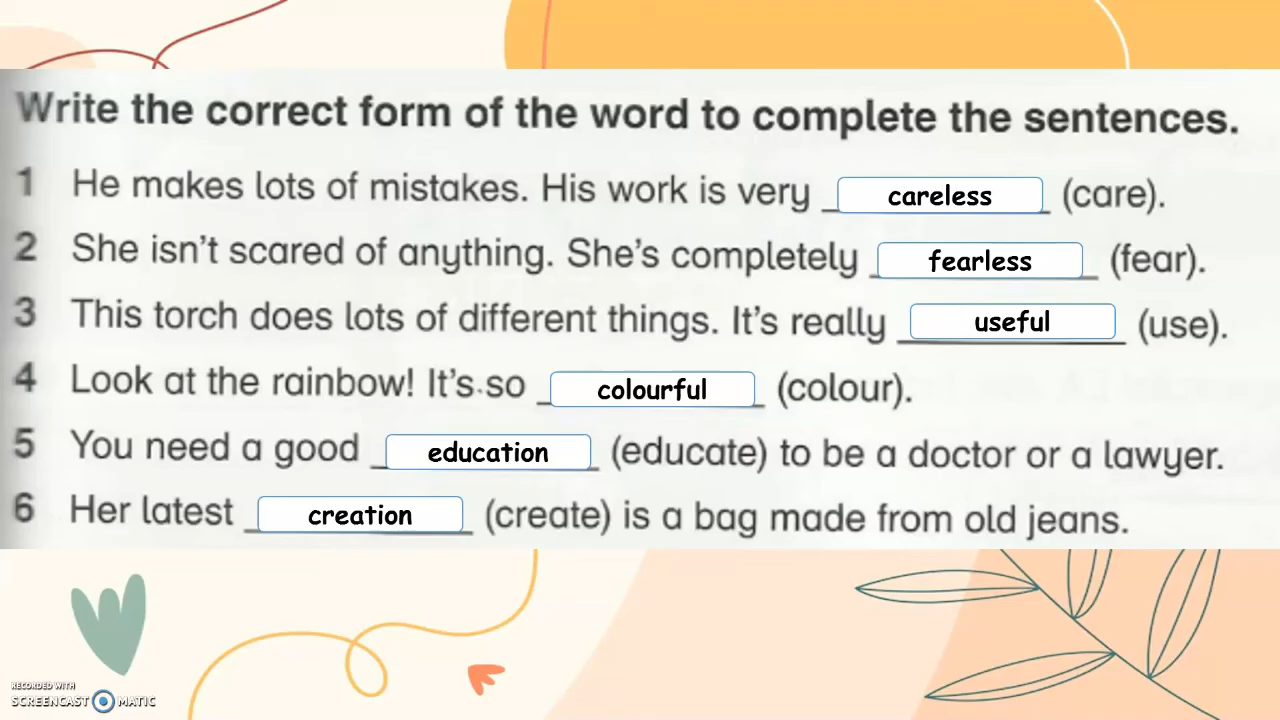 Write the correct form of the word to complete the sentences.
1 He makes lots of mistakes. His work is very careless (care).
2 She isn't scared of anything. She's completely fearless (fear).
3 This torch does lots of different things. It's really useful (use).
4 Look at the rainbow! It's so colourful (colour).
5 You need a good education (educate) to be a doctor or a lawyer.
6 Her latest creation (create) is a bag made from old jeans.
RECORDED WITH
SCREENCAST MATIC